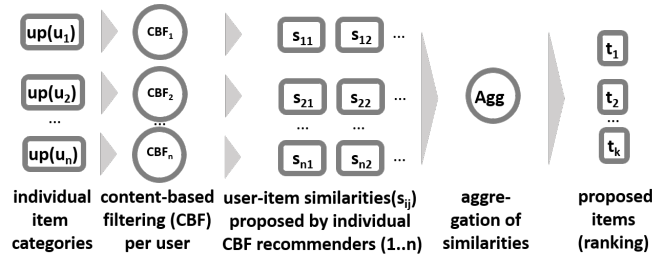 up(u1) CBF1 s11 s12 ... t1
up(u2) CBF2 s21 s22 ... Agg t2
... ... ... ... ...
up(un) CBFn sn1 sn2 ... tk
individual
item
categories
content-based
filtering (CBF)
per user
user-item similarities(sij)
proposed by individual
CBF recommenders (1..n)
aggre-
gation of
similarities
proposed
items
(ranking)